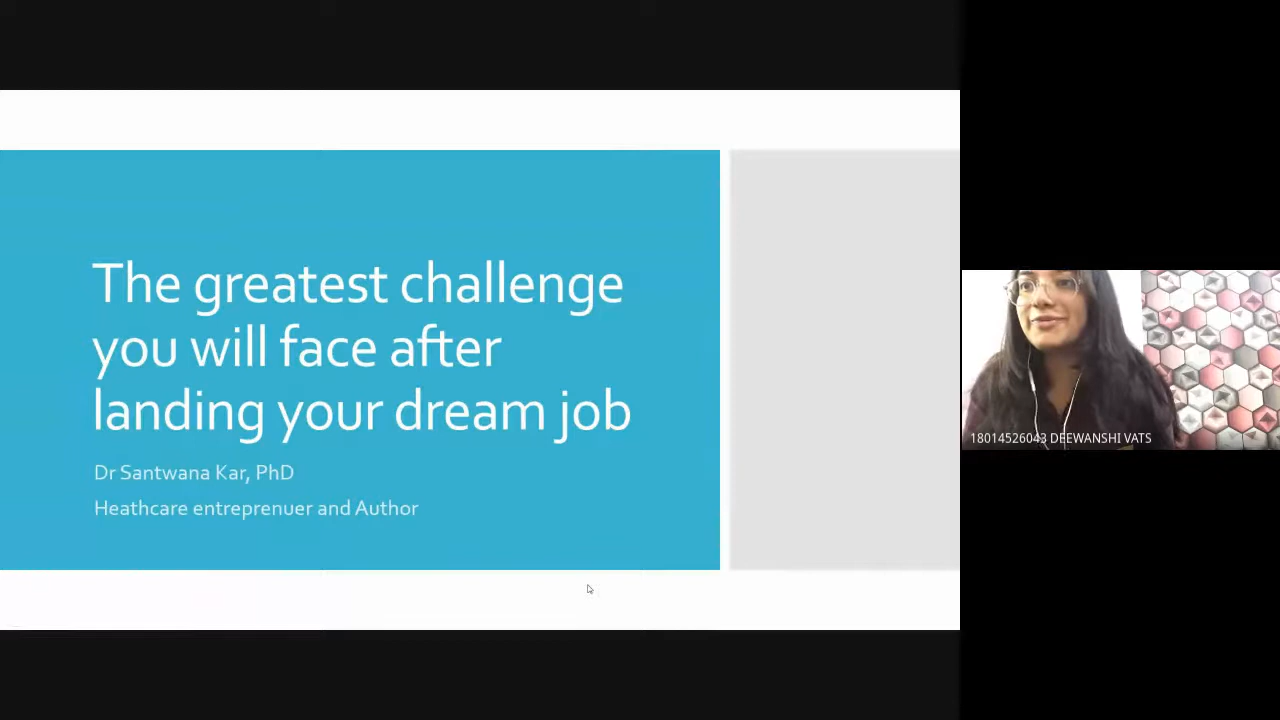 The greatest challenge
you will face after
landing your dream job
Dr Santwana Kar, PhD
Heathcare entreprenuer and Author
18014526043 DEEWANSHI VATS